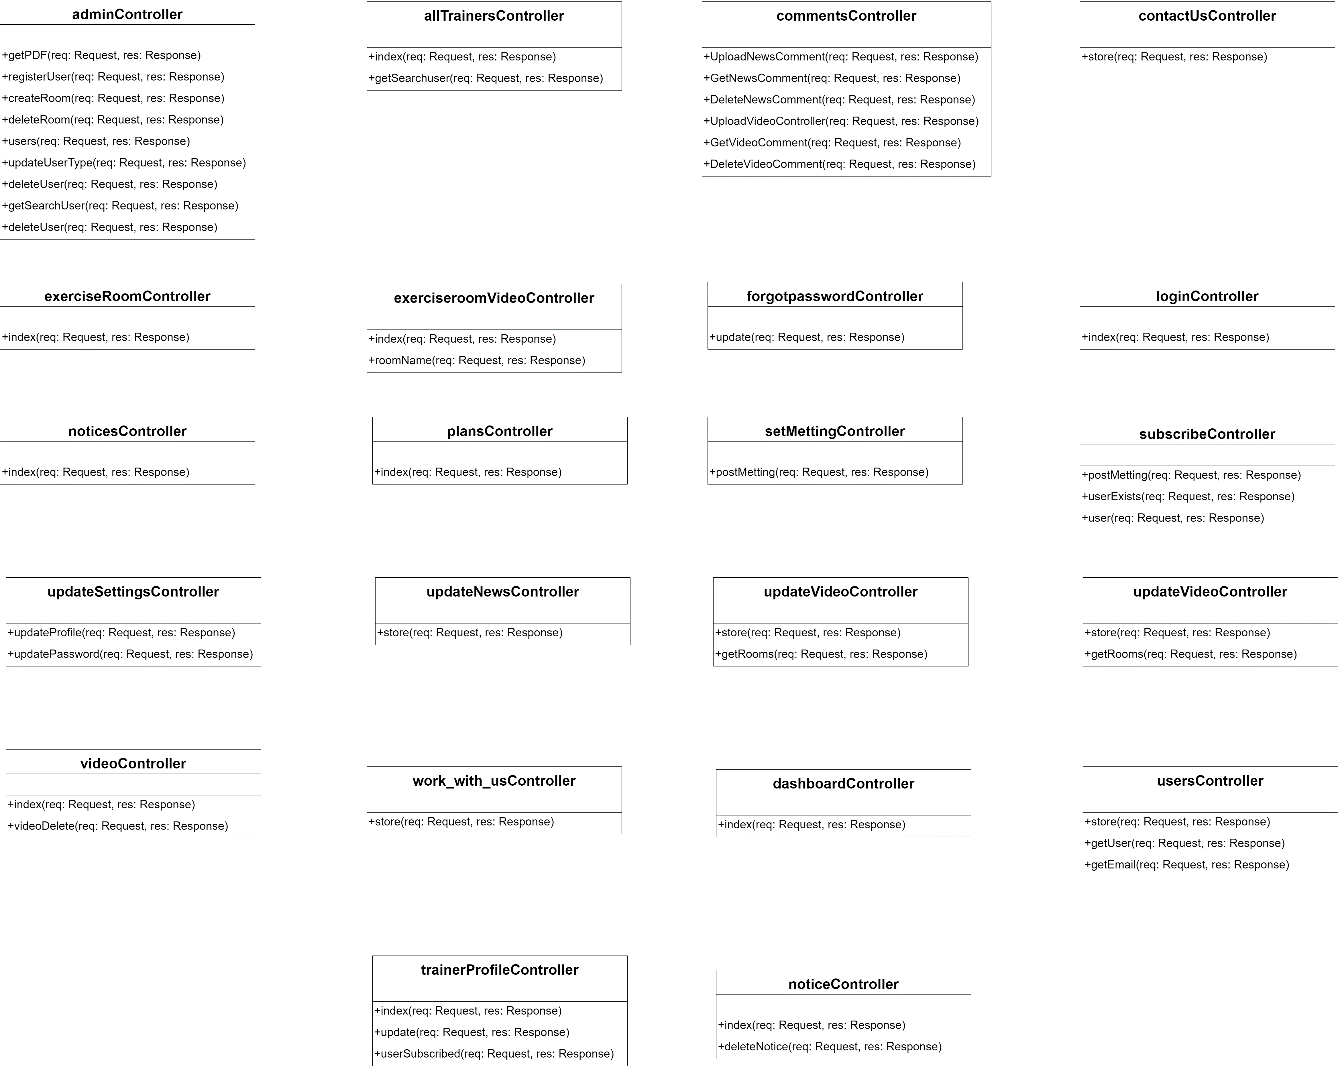 adminController
+getPDF(req: Request, res: Response)
+registerUser(req: Request, res: Response)
+createRoom(req: Request, res: Response)
+deleteRoom(req: Request, res: Response)
+users(req: Request, res: Response)
+updateUserType(req: Request, res: Response)
+deleteUser(req: Request, res: Response)
+getSearchUser(req: Request, res: Response)
+deleteUser(req: Request, res: Response)
allTrainersController
+index(req: Request, res: Response)
+getSearchuser(req: Request, res: Response)
commentsController
+UploadNewsComment(req: Request, res: Response)
+GetNewsComment(req: Request, res: Response)
+DeleteNewsComment(req: Request, res: Response)
+UploadVideoController(req: Request, res: Response)
+GetVideoComment(req: Request, res: Response)
+DeleteVideoComment(req: Request, res: Response)
contactUsController
+store(req: Request, res: Response)
exerciseRoomController
+index(req: Request, res: Response)
exerciseroomVideoController
+index(req: Request, res: Response)
+roomName(req: Request, res: Response)
forgotpasswordController
+update(req: Request, res: Response)
loginController
+index(req: Request, res: Response)
noticesController
+index(req: Request, res: Response)
plansController
+index(req: Request, res: Response)
setMettingController
+postMetting(req: Request, res: Response)
subscribeController
+postMetting(req: Request, res: Response)
+userExists(req: Request, res: Response)
+user(req: Request, res: Response)
updateSettingsController
+updateProfile(req: Request, res: Response)
+updatePassword(req: Request, res: Response)
updateNewsController
+store(req: Request, res: Response)
updateVideoController
+store(req: Request, res: Response)
+getRooms(req: Request, res: Response)
updateVideoController
+store(req: Request, res: Response)
+getRooms(req: Request, res: Response)
videoController
+index(req: Request, res: Response)
+videoDelete(req: Request, res: Response)
work_with_usController
+store(req: Request, res: Response)
dashboardController
+index(req: Request, res: Response)
usersController
+store(req: Request, res: Response)
+getUser(req: Request, res: Response)
+getEmail(req: Request, res: Response)
trainerProfileController
+index(req: Request, res: Response)
+update(req: Request, res: Response)
+userSubscribed(req: Request, res: Response)
noticeController
+index(req: Request, res: Response)
+deleteNotice(req: Request, res: Response)